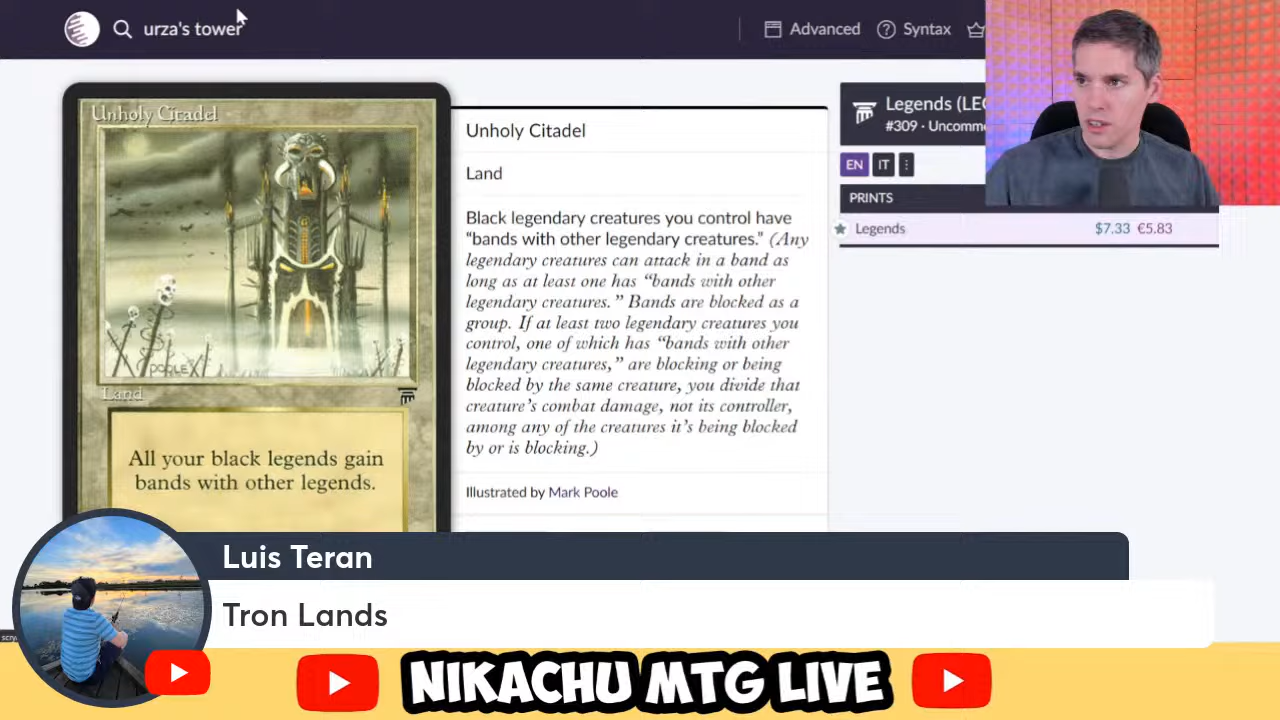 urza's tower
Advanced
Syntax
Unholy Citadel
Land
All your black legends gain
bands with other legends.
Unholy Citadel
Land
Black legendary creatures you control have
“bands with other legendary creatures.” (Any
legendary creatures can attack in a band as
long as at least one has “bands with other
legendary creatures.” Bands are blocked as a
group. If at least two legendary creatures you
control, one of which has “bands with other
legendary creatures,” are blocking or being
blocked by the same creature, you divide that
creature’s combat damage, not its controller,
among any of the creatures it’s being blocked
by or is blocking.)
Illustrated by Mark Poole
POOLE
Legends (LE
#309 · Uncomm
EN IT
PRINTS
Legends $7.33 €5.83
Luis Teran
Tron Lands
NIKACHU MTG LIVE